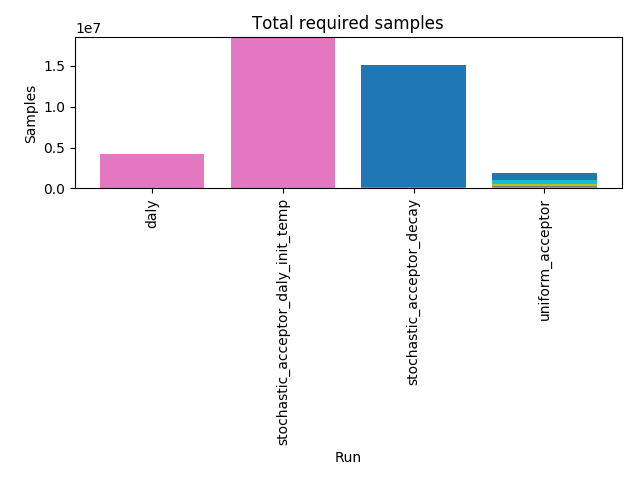 Total required samples
1e7
Samples
1.5
1.0
0.5
0.0
daly
stochastic_acceptor_daly_init_temp
stochastic_acceptor_decay
uniform_acceptor
Run